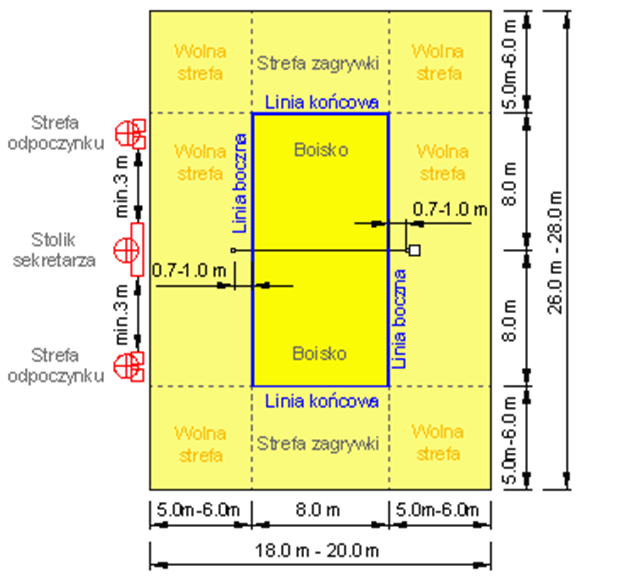 Wolna
strefa
Strefa zagrywki
Wolna
strefa
5.0m-6.0m
Linia końcowa
Strefa
odpoczynku
Wolna
strefa
Linia boczna
Boisko
Wolna
strefa
8.0 m
min.3 m
0.7-1.0 m
Stolik
sekretarza
0.7-1.0 m
26.0 m - 28.0 m
min.3 m
Linia boczna
8.0 m
Strefa
odpoczynku
Boisko
Linia końcowa
Wolna
strefa
Strefa zagrywki
Wolna
strefa
5.0m-6.0m
5.0m-6.0m
8.0 m
5.0m-6.0m
18.0 m - 20.0 m